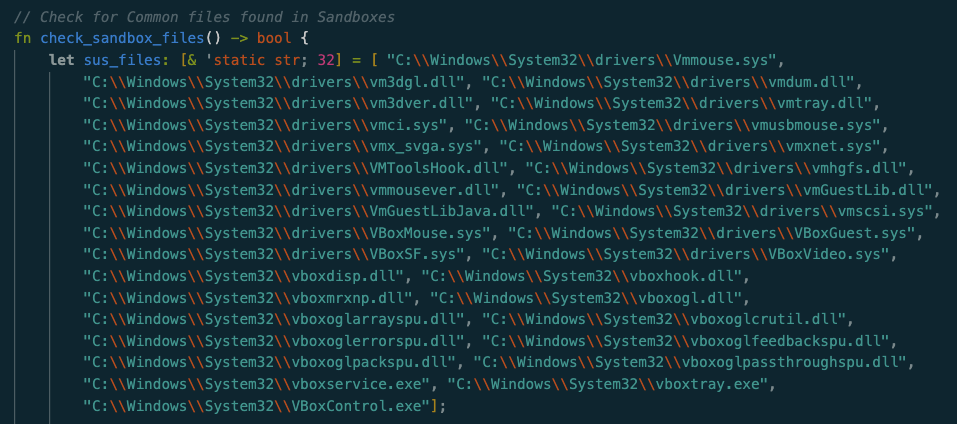 // Check for Common files found in Sandboxes
fn check_sandbox_files() -> bool {
let sus_files: [& 'static str; 32] = [ "C:\\Windows\\System32\\drivers\\Vmmouse.sys",
"C:\\Windows\\System32\\drivers\\vm3dgl.dll", "C:\\Windows\\System32\\drivers\\vmdum.dll",
"C:\\Windows\\System32\\drivers\\vm3dver.dll", "C:\\Windows\\System32\\drivers\\vmtray.dll",
"C:\\Windows\\System32\\drivers\\vmci.sys", "C:\\Windows\\System32\\drivers\\vmusbmouse.sys",
"C:\\Windows\\System32\\drivers\\vmx_svga.sys", "C:\\Windows\\System32\\drivers\\vmxnet.sys",
"C:\\Windows\\System32\\drivers\\VMToolsHook.dll", "C:\\Windows\\System32\\drivers\\vmhgfs.dll",
"C:\\Windows\\System32\\drivers\\vmmousever.dll", "C:\\Windows\\System32\\drivers\\vmGuestLib.dll",
"C:\\Windows\\System32\\drivers\\VmGuestLibJava.dll", "C:\\Windows\\System32\\drivers\\vmscsi.sys",
"C:\\Windows\\System32\\drivers\\VBoxMouse.sys", "C:\\Windows\\System32\\drivers\\VBoxGuest.sys",
"C:\\Windows\\System32\\drivers\\VBoxSF.sys", "C:\\Windows\\System32\\drivers\\VBoxVideo.sys",
"C:\\Windows\\System32\\vboxdisp.dll", "C:\\Windows\\System32\\vboxhook.dll",
"C:\\Windows\\System32\\vboxmrxnp.dll", "C:\\Windows\\System32\\vboxogl.dll",
"C:\\Windows\\System32\\vboxoglarrayspu.dll", "C:\\Windows\\System32\\vboxoglcrutil.dll",
"C:\\Windows\\System32\\vboxoglerrorspu.dll", "C:\\Windows\\System32\\vboxoglfeedbackspu.dll",
"C:\\Windows\\System32\\vboxoglpackspu.dll", "C:\\Windows\\System32\\vboxoglpassthroughspu.dll",
"C:\\Windows\\System32\\vboxservice.exe", "C:\\Windows\\System32\\vboxtray.exe",
"C:\\Windows\\System32\\VBoxControl.exe"];